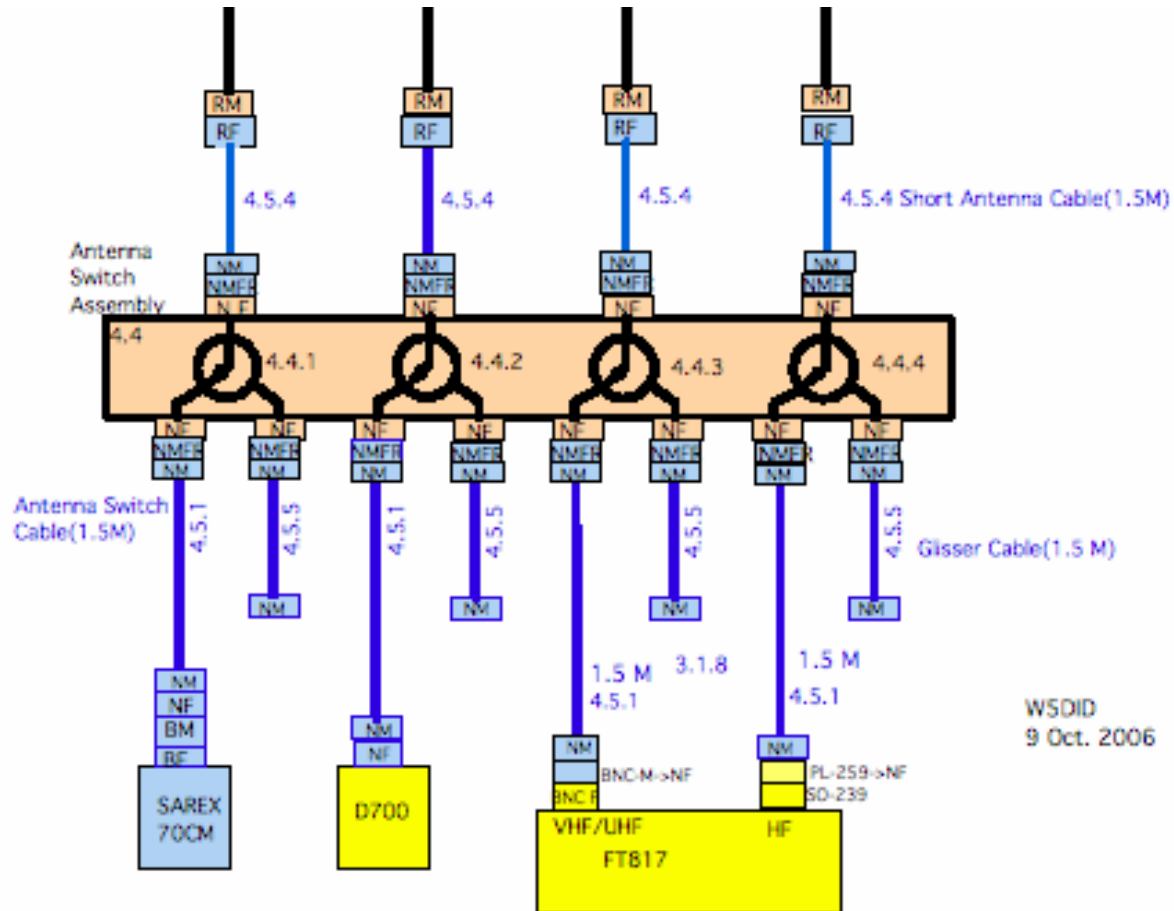 RM RM RM RM
RF RF RF RF
4.5.4 4.5.4 4.5.4 4.5.4 Short Antenna Cable(1.5M)
Antenna
Switch
Assembly
NM NM NM NM
NMFR NMFR NMFR NMFR
NF NF NF NF
4.4
4.4.1 4.4.2 4.4.3 4.4.4
NF NF NF NF NF NF NF NF
NMFR NMFR NMFR NMFR NMFR NMFR NMFR NMFR
NM NM NM NM NM NM NM NM
Antenna Switch
Cable(1.5M)
4.5.1 4.5.5 4.5.1 4.5.5 4.5.5 4.5.5
Glisser Cable(1.5 M)
NM NM NM NM
1.5 M 3.1.8 1.5 M
4.5.1 4.5.1
NM
NF
BM
BF
SAREX
70CM
NM
NF
D700
NM
BNC-M->NF
BNC F
VHF/UHF
NM
PL-259->NF
SO-239
HF
FT817
W5DID
9 Oct. 2006